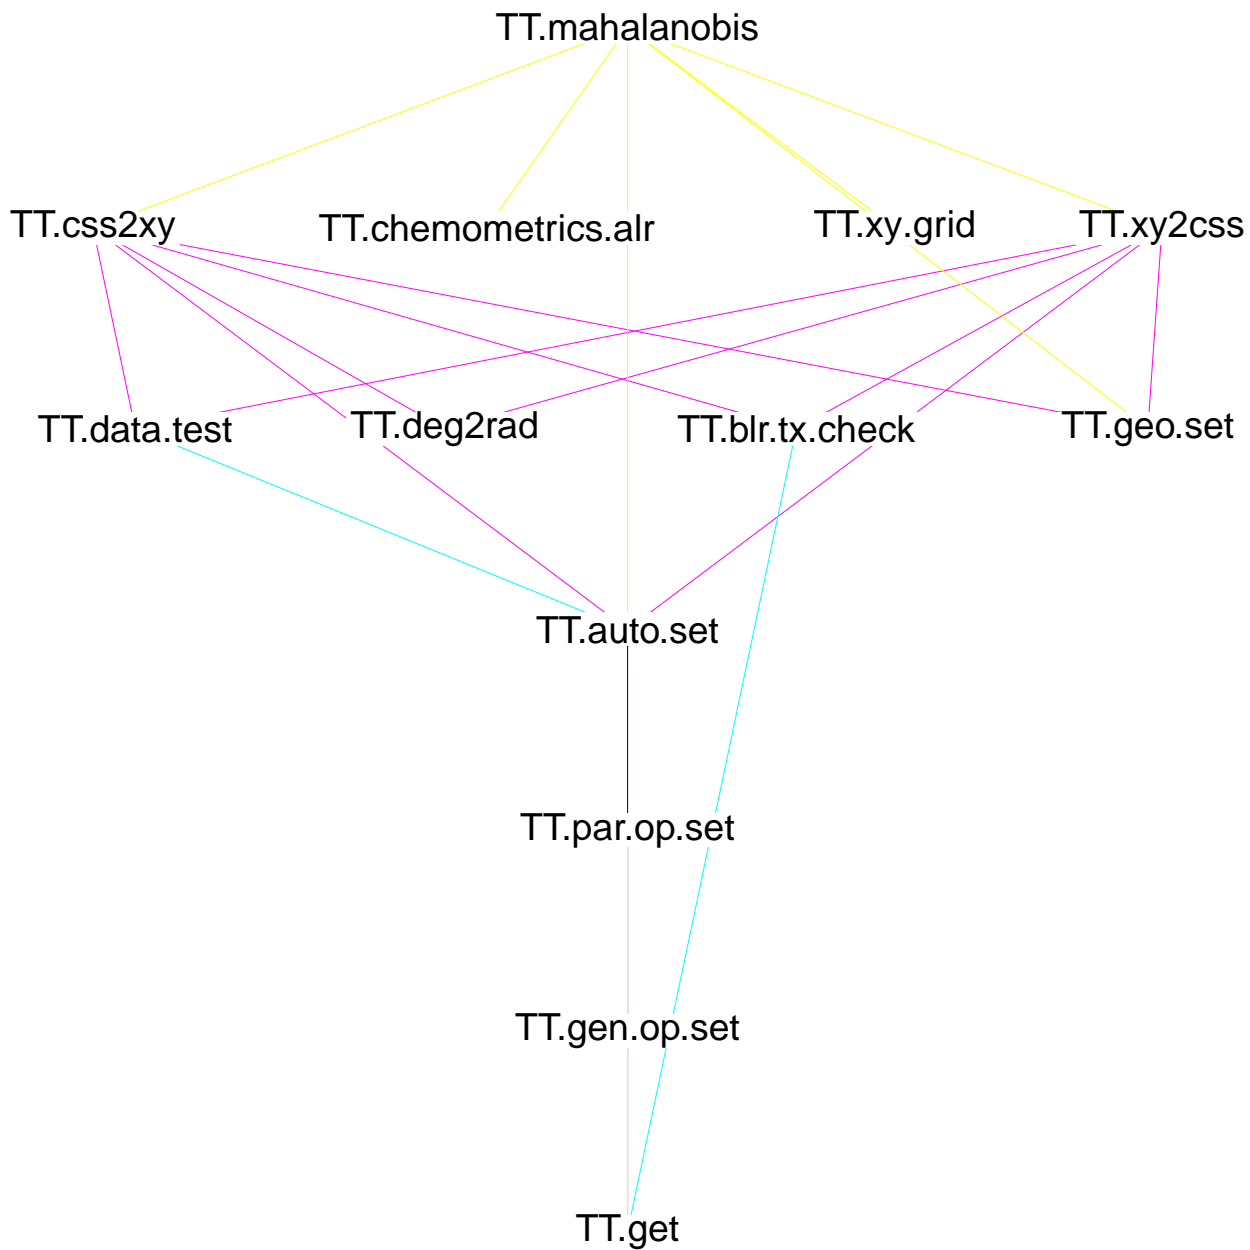 TT.mahalanobis
TT.css2xy
TT.chemometrics.alr
TT.xy.grid
TT.xy2css
TT.data.test
TT.deg2rad
TT.blr.tx.check
TT.geo.set
TT.auto.set
TT.par.op.set
TT.gen.op.set
TT.get